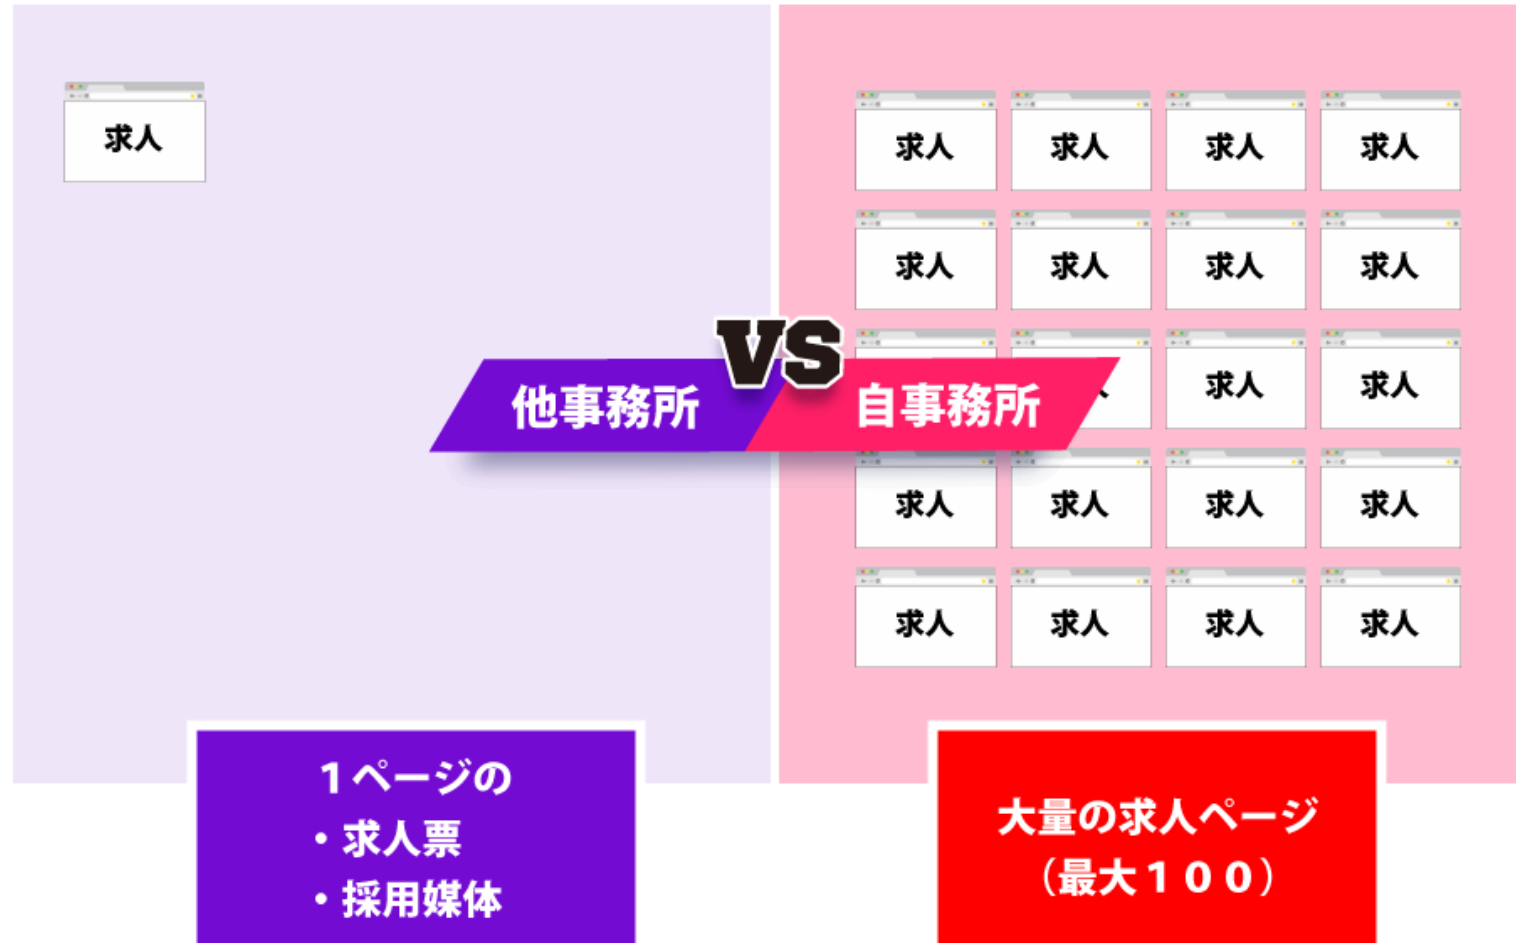 求人
求人 求人 求人 求人
求人 求人 求人 求人
VS
他事務所 自事務所
求人 求人
求人 求人 求人 求人
求人 求人 求人 求人
1ページの
・求人票
・採用媒体
大量の求人ページ
（最大１００）